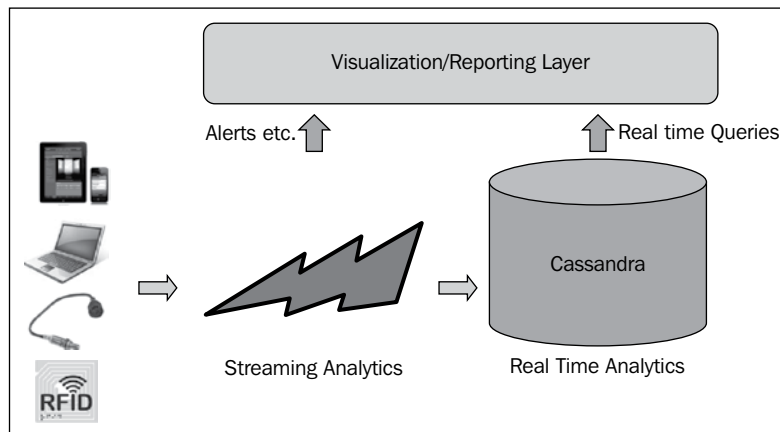 Visualization/Reporting Layer
Alerts etc.
Real time Queries
Cassandra
Streaming Analytics
Real Time Analytics
RFID